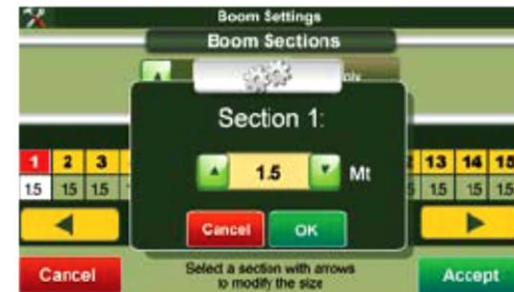 Boom Settings
Boom Sections
Section 1:
1.5 Mt
Cancel OK
1 2 3 13 14 15
1.5 1.5 1.5 1.5 1.5 1.5
Cancel
Select a section with arrows
to modify the size
Accept